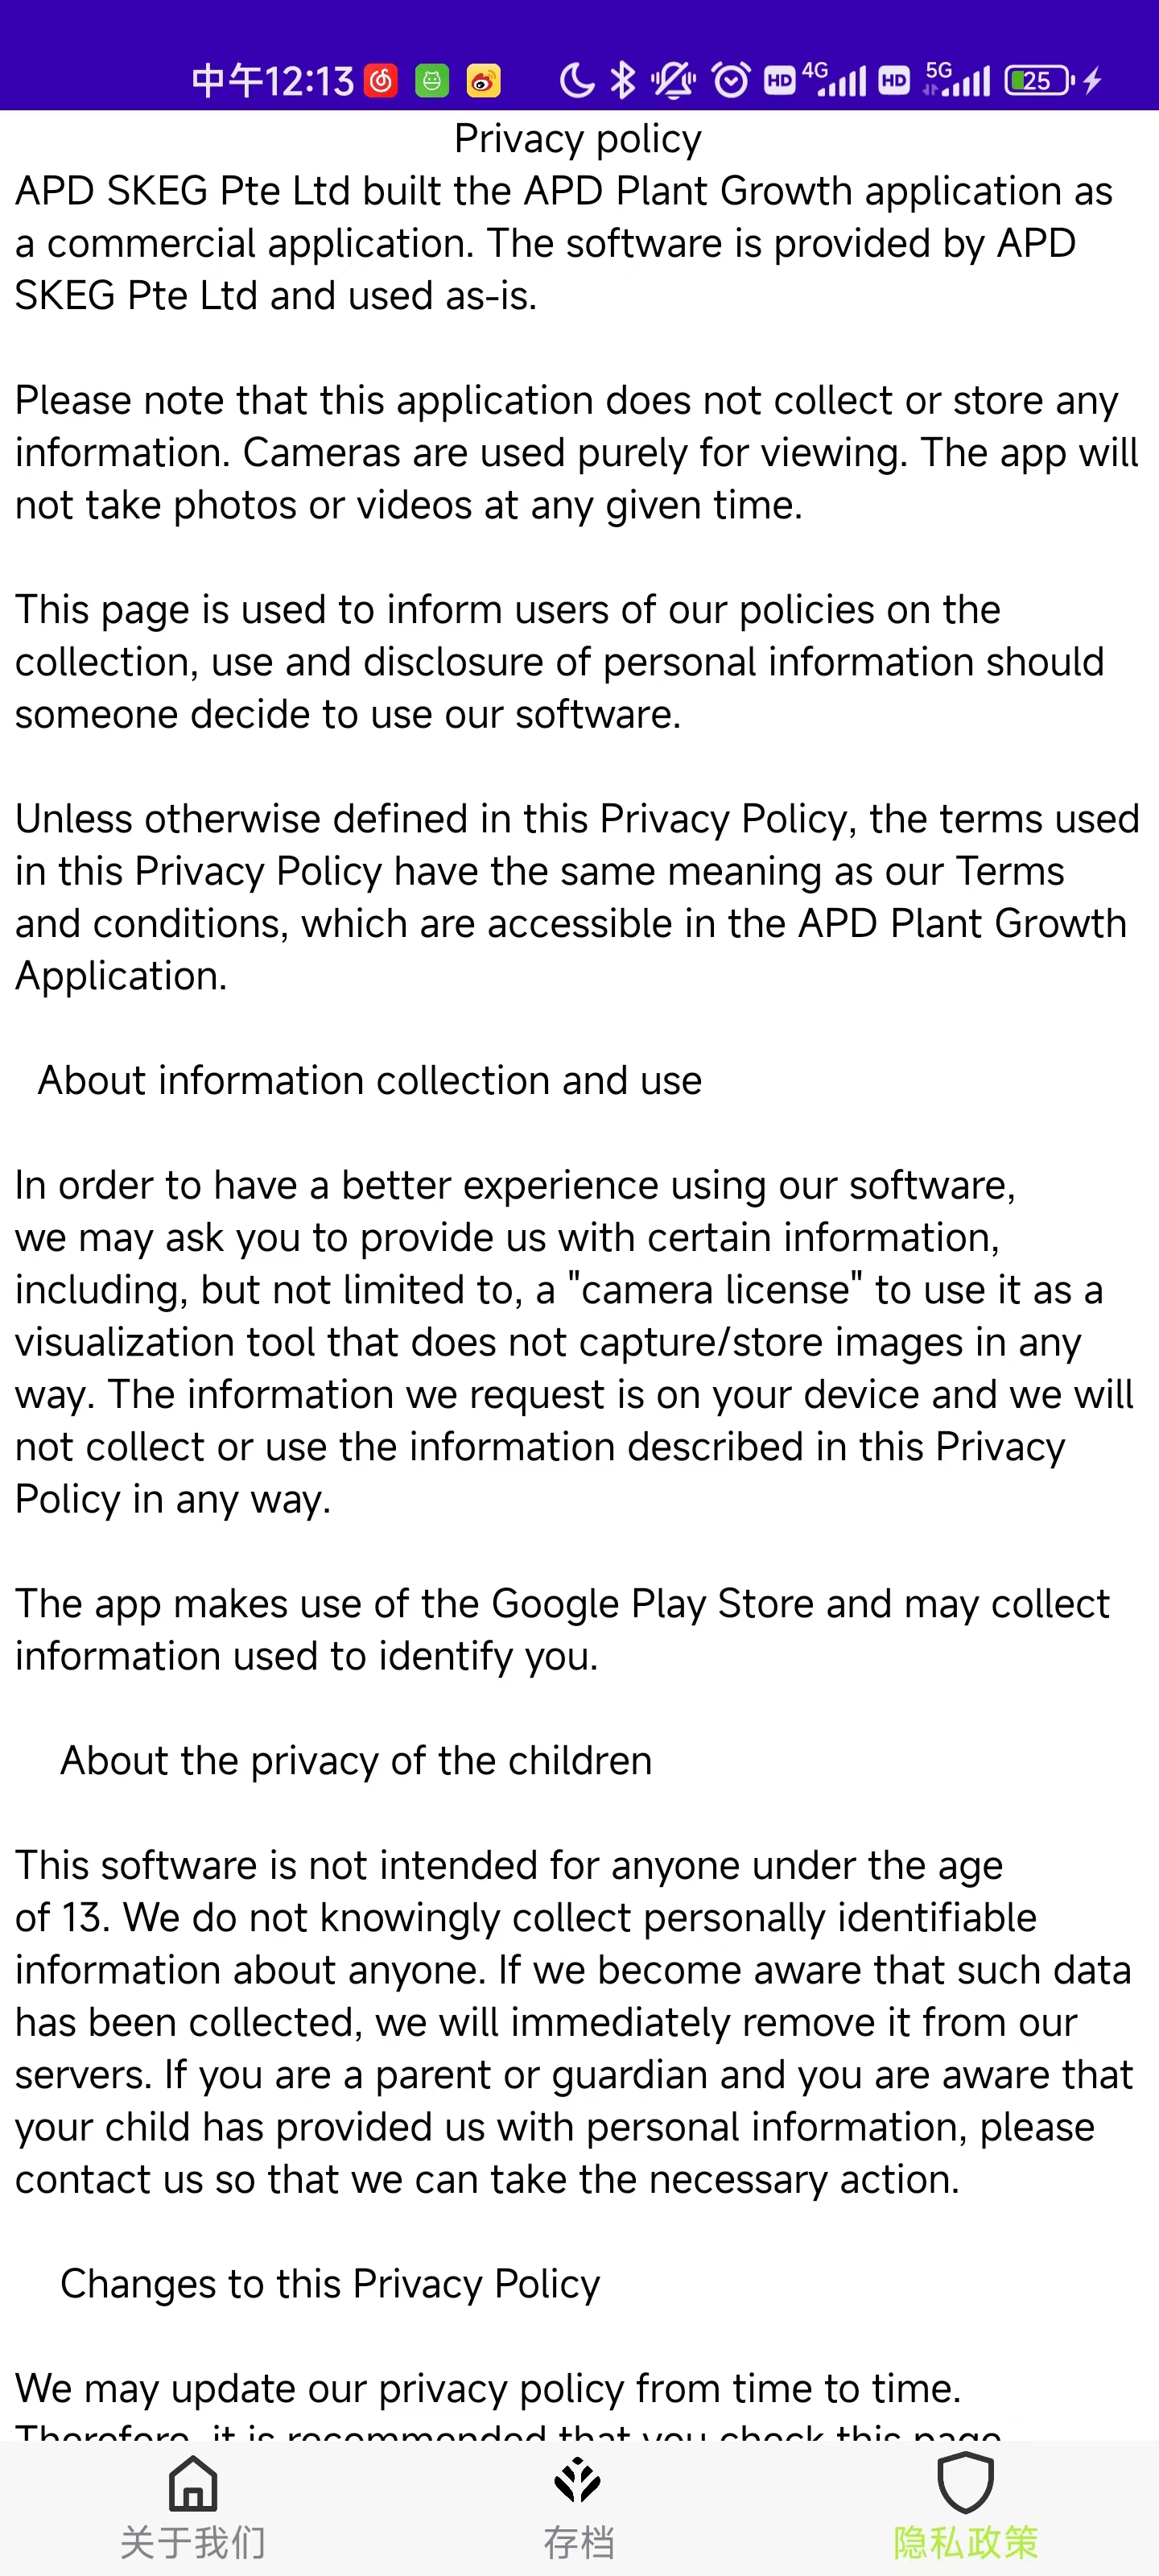 中午12:13 HD 4G HD 5G 25
Privacy policy
APD SKEG Pte Ltd built the APD Plant Growth application as
a commercial application. The software is provided by APD
SKEG Pte Ltd and used as-is.
Please note that this application does not collect or store any
information. Cameras are used purely for viewing. The app will
not take photos or videos at any given time.
This page is used to inform users of our policies on the
collection, use and disclosure of personal information should
someone decide to use our software.
Unless otherwise defined in this Privacy Policy, the terms used
in this Privacy Policy have the same meaning as our Terms
and conditions, which are accessible in the APD Plant Growth
Application.
About information collection and use
In order to have a better experience using our software,
we may ask you to provide us with certain information,
including, but not limited to, a "camera license" to use it as a
visualization tool that does not capture/store images in any
way. The information we request is on your device and we will
not collect or use the information described in this Privacy
Policy in any way.
The app makes use of the Google Play Store and may collect
information used to identify you.
About the privacy of the children
This software is not intended for anyone under the age
of 13. We do not knowingly collect personally identifiable
information about anyone. If we become aware that such data
has been collected, we will immediately remove it from our
servers. If you are a parent or guardian and you are aware that
your child has provided us with personal information, please
contact us so that we can take the necessary action.
Changes to this Privacy Policy
We may update our privacy policy from time to time.
Therefore, it is recommended that you check this page
关于我们 存档 隐私政策